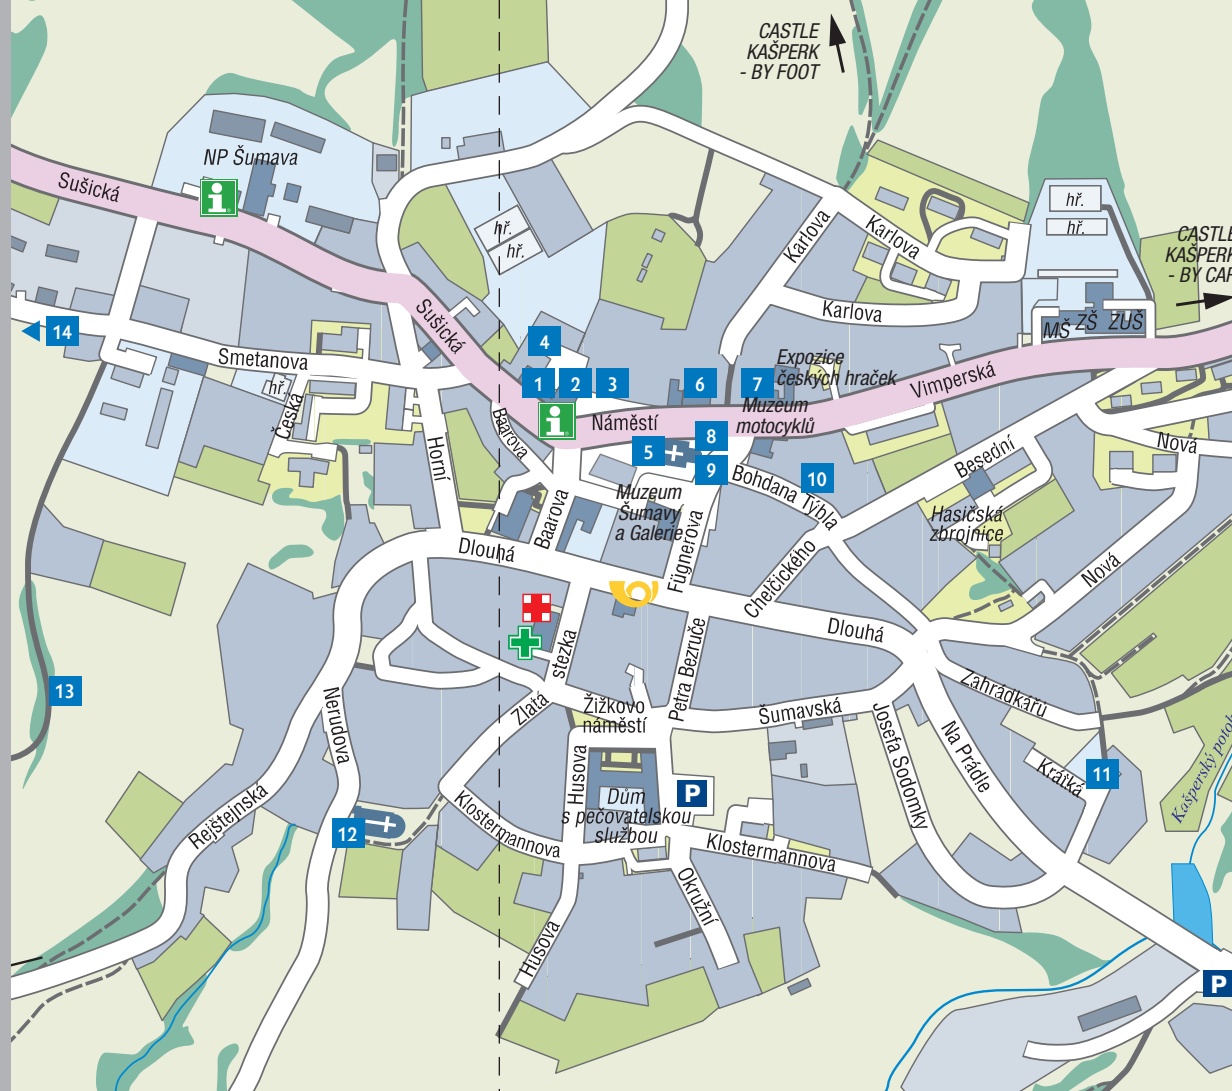 CASTLE
KAŠPERK
- BY FOOT
NP Šumava
Sušická
hř.
hř.
hř.
hř.
Karlova
Karlova
Karlova
CASTLE
KAŠPERK
- BY CAR
Sušická
MŠ
ZŠ
ZUŠ
14
4
Smetanova
hř.
Česká
1
2
3
6
7
Expozice
českých hraček
Vimperská
Náměstí
Muzeum
motocyklů
Baarova
Horní
5
8
9
Bohdana Týbla
10
Besední
Nová
Muzeum
Šumavy
a Galerie
Baarova
Fügnerova
Hasičská
zbrojnice
Dlouhá
Chelčického
Nová
Dlouhá
Zlatá
stezka
Petra Bezruče
13
Nerudova
Žižkovo
náměstí
Šumavská
Zahrádkářů
Josefa Sodomky
Na Prádle
Krátká
11
Kašperský potok
Husova
P
Dům
s pečovatelskou
službou
Rejštejnská
12
Klostermannova
Klostermannova
Okružní
Husova
P